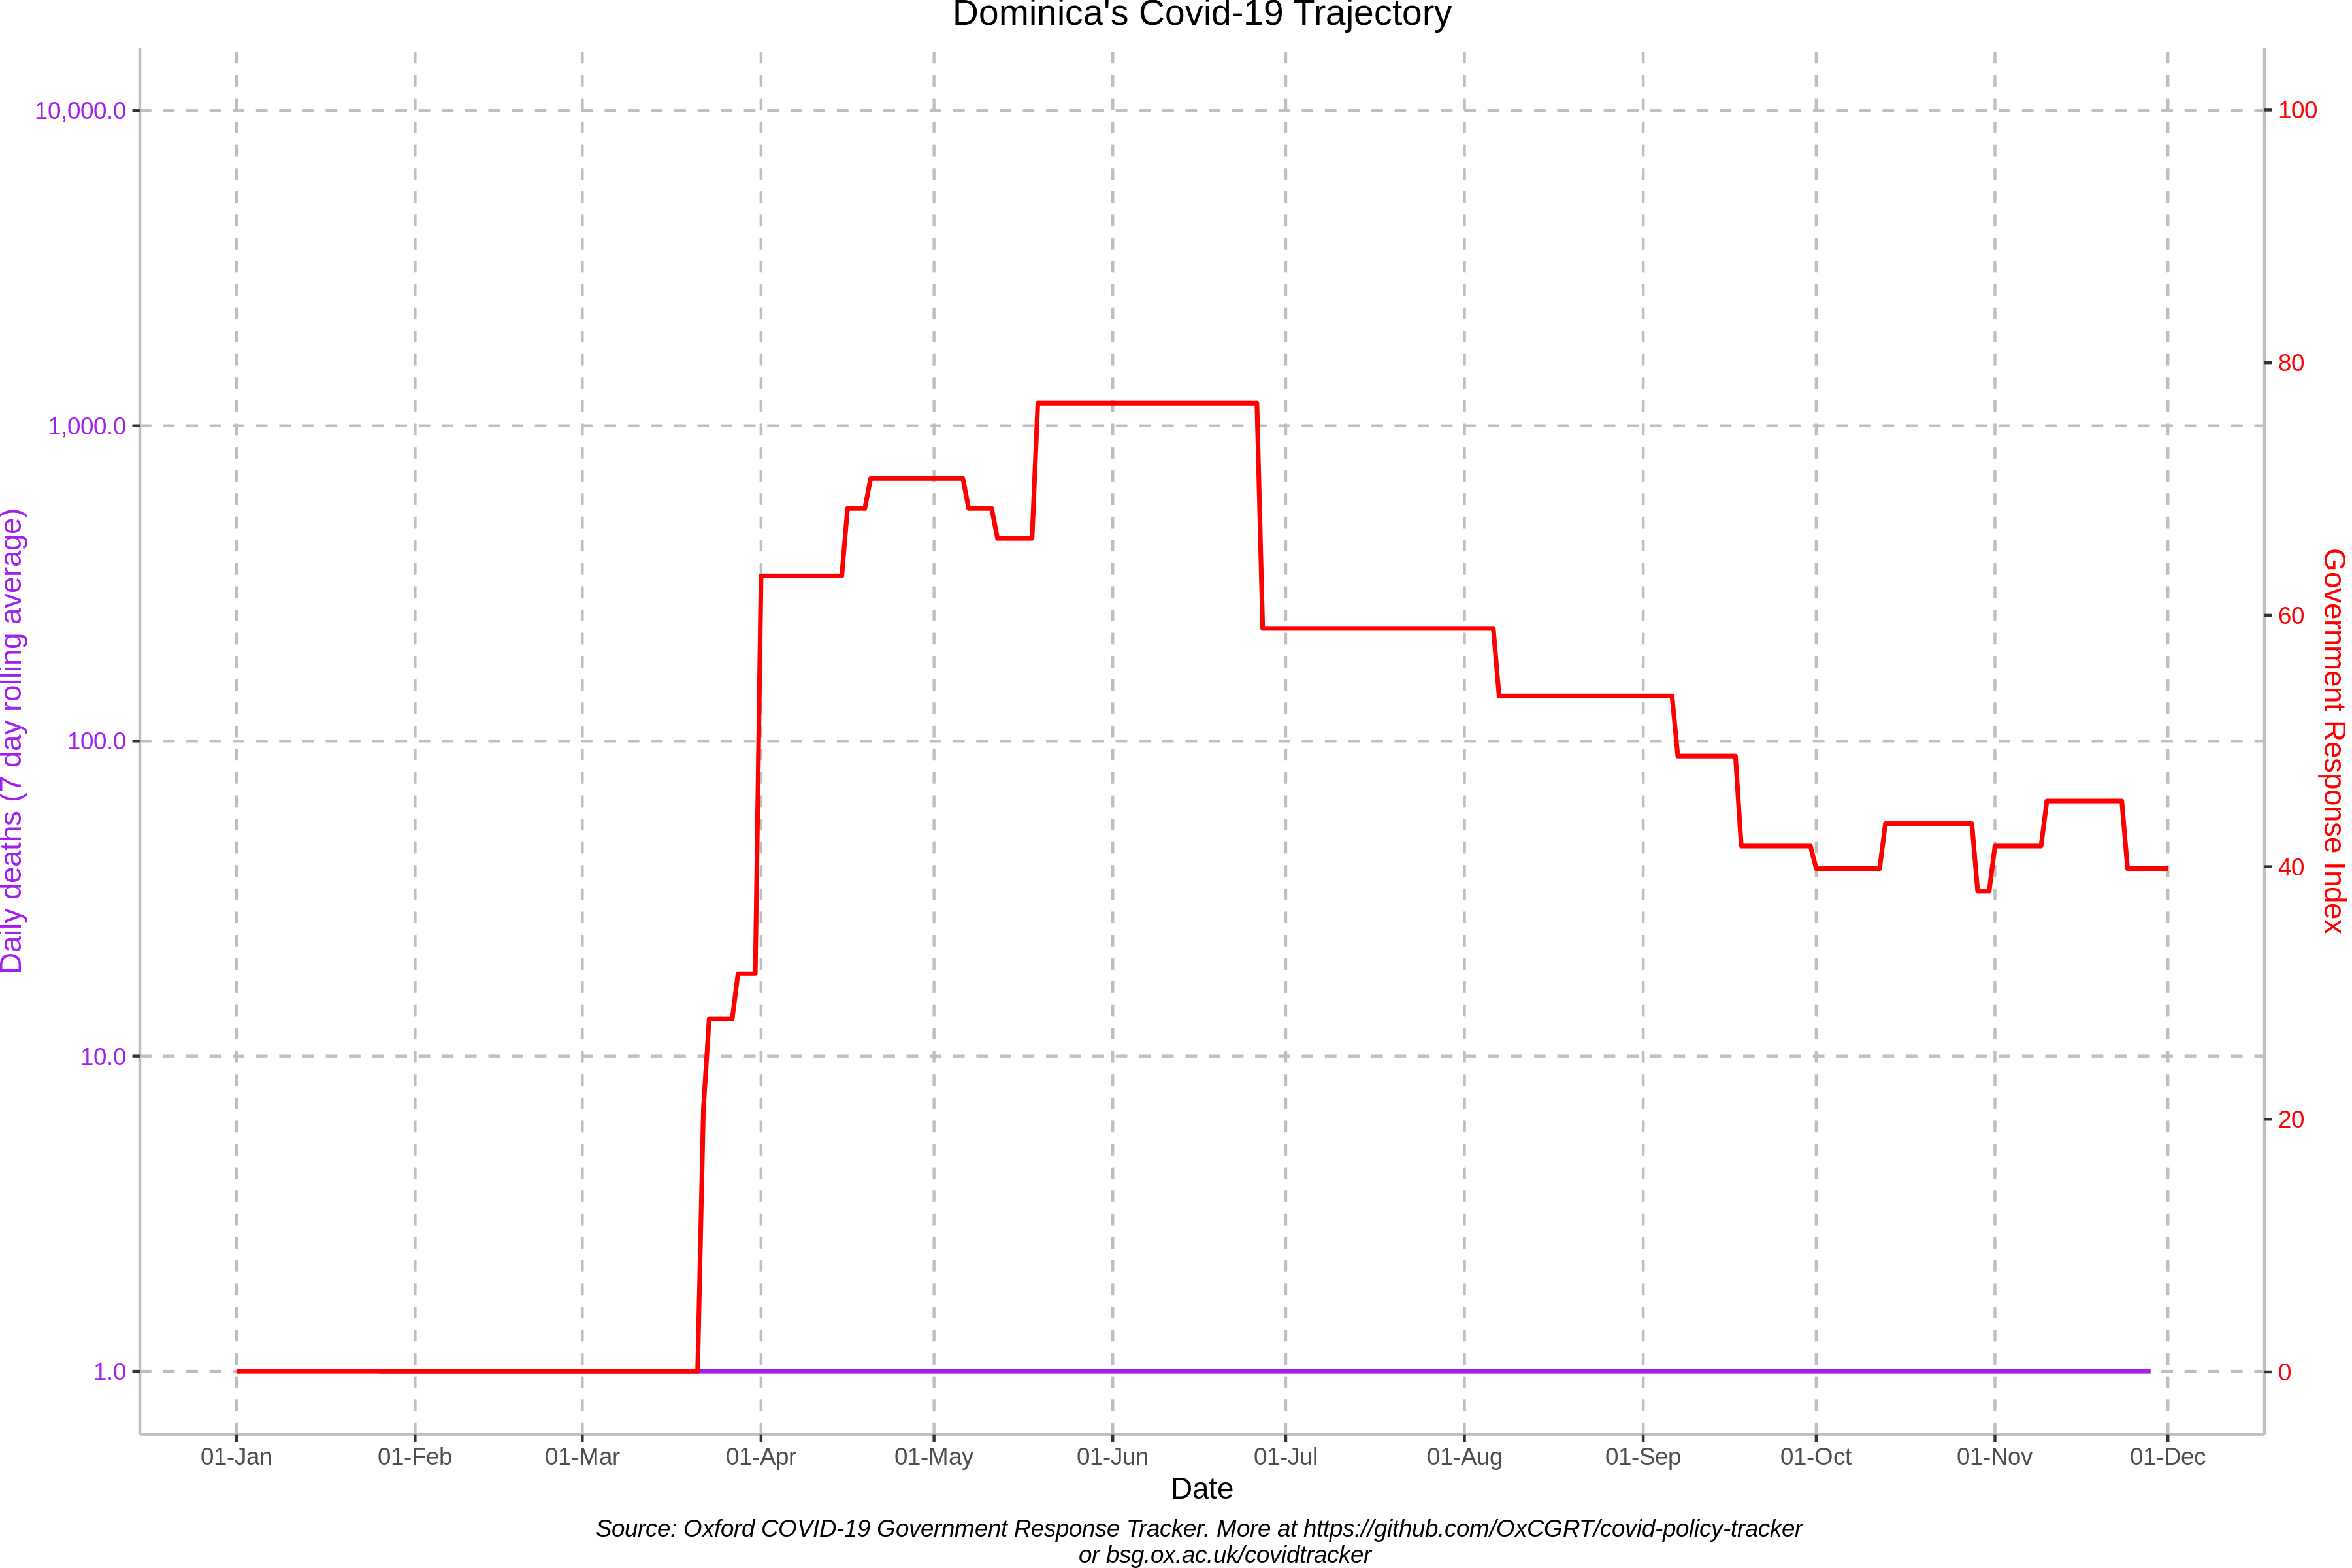 Dominica's Covid-19 Trajectory
10,000.0
1,000.0
100.0
10.0
1.0
Daily deaths (7 day rolling average)
100
80
60
40
20
0
Government Response Index
01-Jan 01-Feb 01-Mar 01-Apr 01-May 01-Jun 01-Jul 01-Aug 01-Sep 01-Oct 01-Nov 01-Dec
Date
Source: Oxford COVID-19 Government Response Tracker. More at https://github.com/OxCGRT/covid-policy-tracker
or bsg.ox.ac.uk/covidtracker